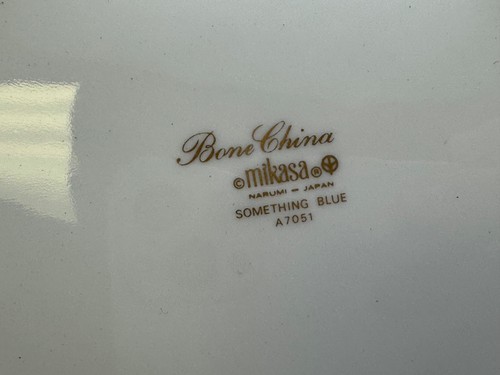 Bone China
©mikasa®
NARUMI – JAPAN
SOMETHING BLUE
A7051